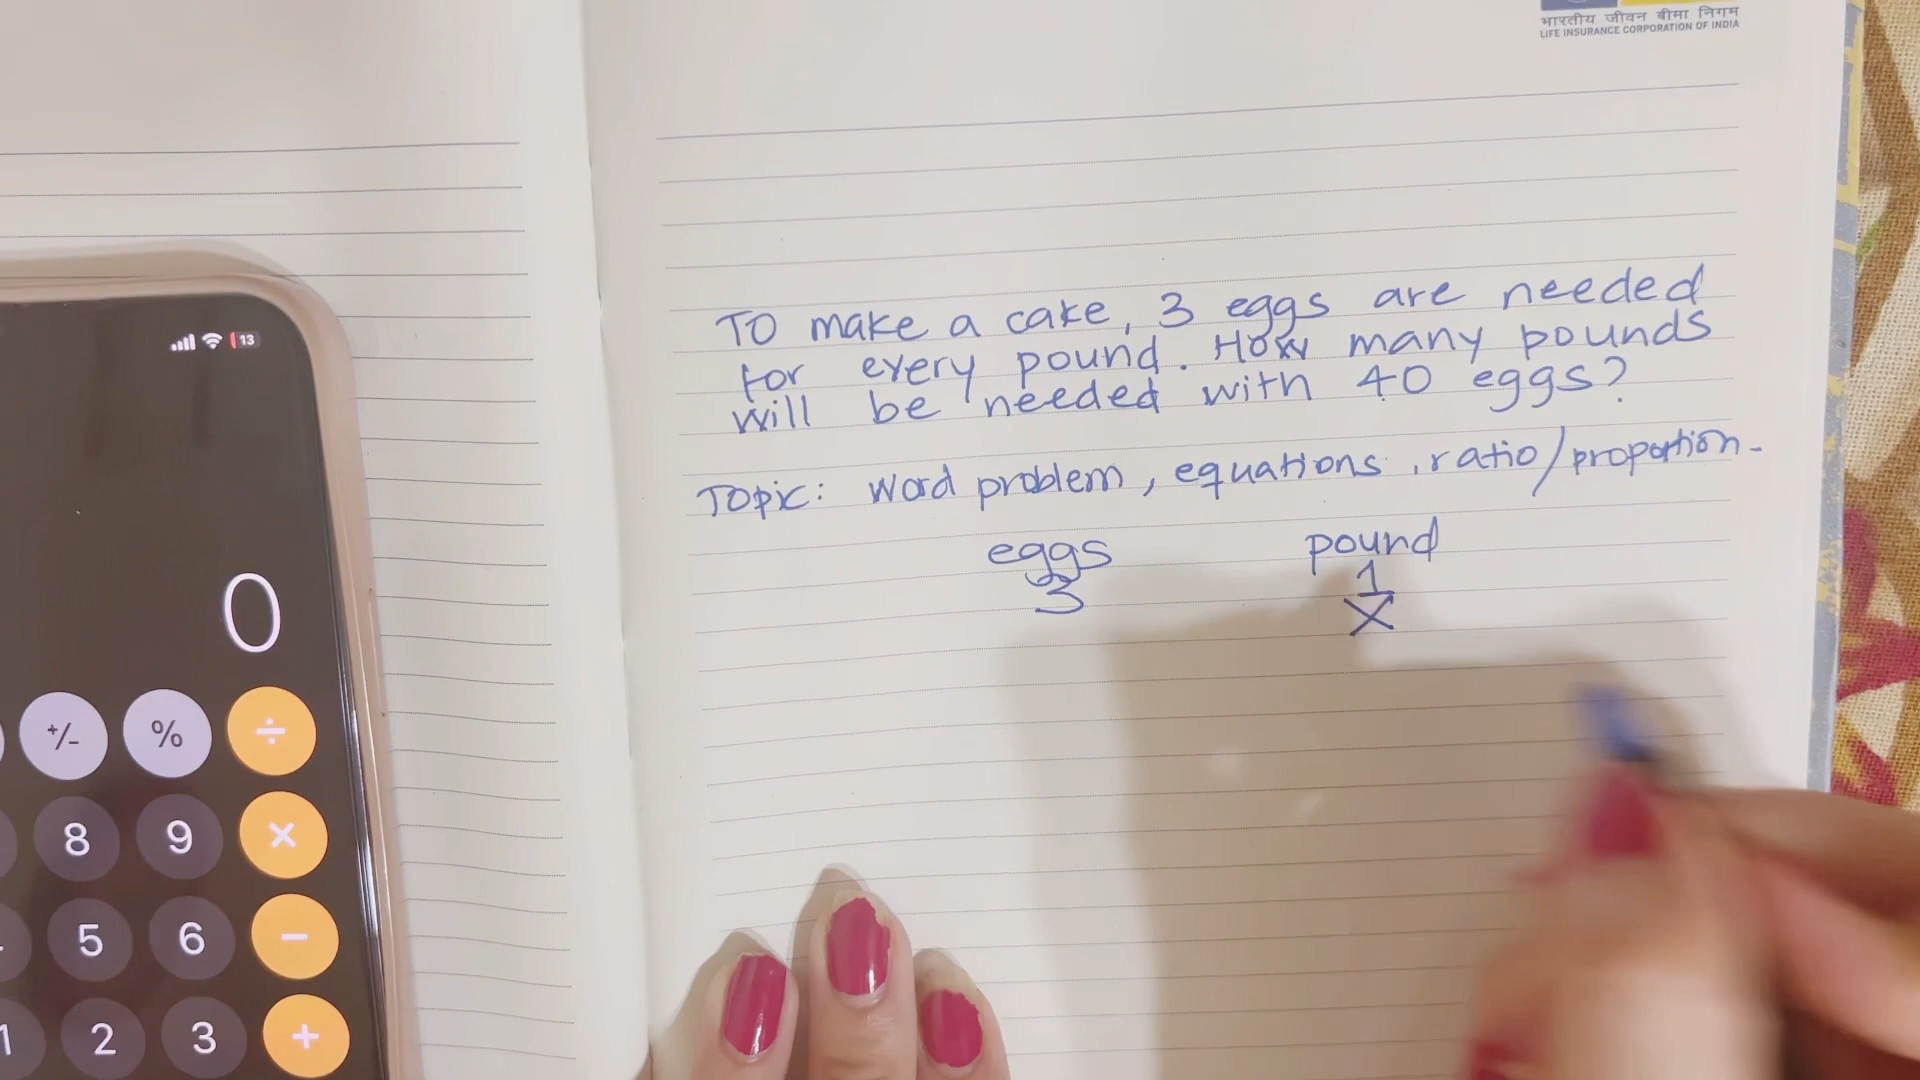 भारतीय जीवन बीमा निगम
LIFE INSURANCE CORPORATION OF INDIA
TO make a cake, 3 eggs are needed
for every pound. How many pounds
will be needed with 40 eggs?
Topic: Word problem, equations, ratio/proportion.
eggs pound
3 1
X
13
0
+/- % ÷
8 9 ×
5 6 −
1 2 3 +